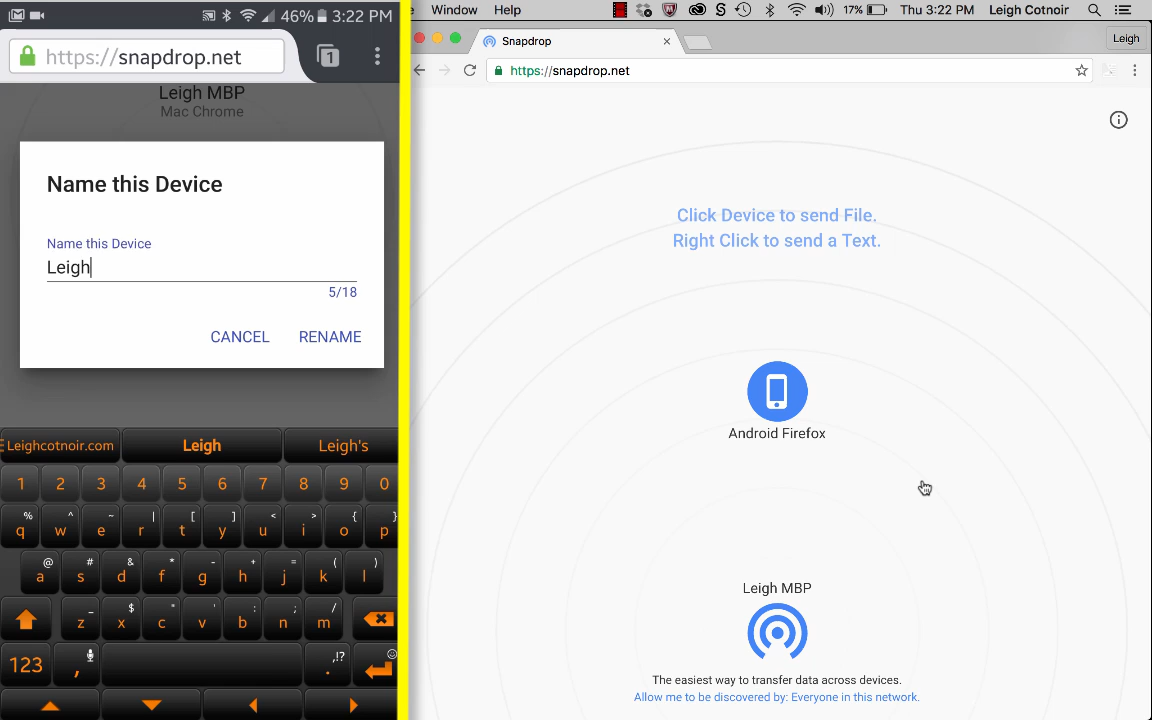 46% 3:22 PM
https://snapdrop.net
1
Leigh MBP
Mac Chrome
Name this Device
Name this Device
Leigh
5/18
CANCEL RENAME
Leighcotnoir.com Leigh Leigh's
1 2 3 4 5 6 7 8 9 0
% ^ ~ | [ ] < > { }
q w e r t y u i o p
@ # & * - + = ( )
a s d f g h j k l
_ $ " ' : ; /
z x c v b n m
123 , ,!? .
Window Help
S 17% Thu 3:22 PM Leigh Cotnoir
Snapdrop
Leigh
https://snapdrop.net
Click Device to send File.
Right Click to send a Text.
Android Firefox
Leigh MBP
The easiest way to transfer data across devices.
Allow me to be discovered by: Everyone in this network.